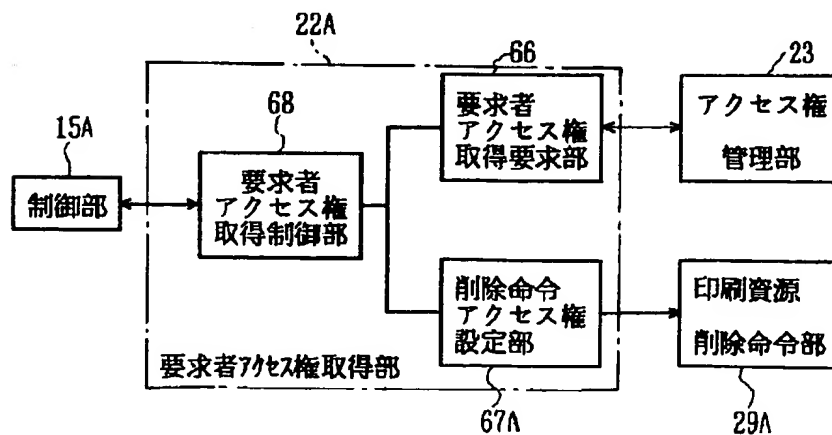 22A
66
23
要求者
アクセス権
取得要求部
アクセス権
管理部
68
15A
制御部
要求者
アクセス権
取得制御部
削除命令
アクセス権
設定部
印刷資源
削除命令部
要求者アクセス権取得部
67A
29A